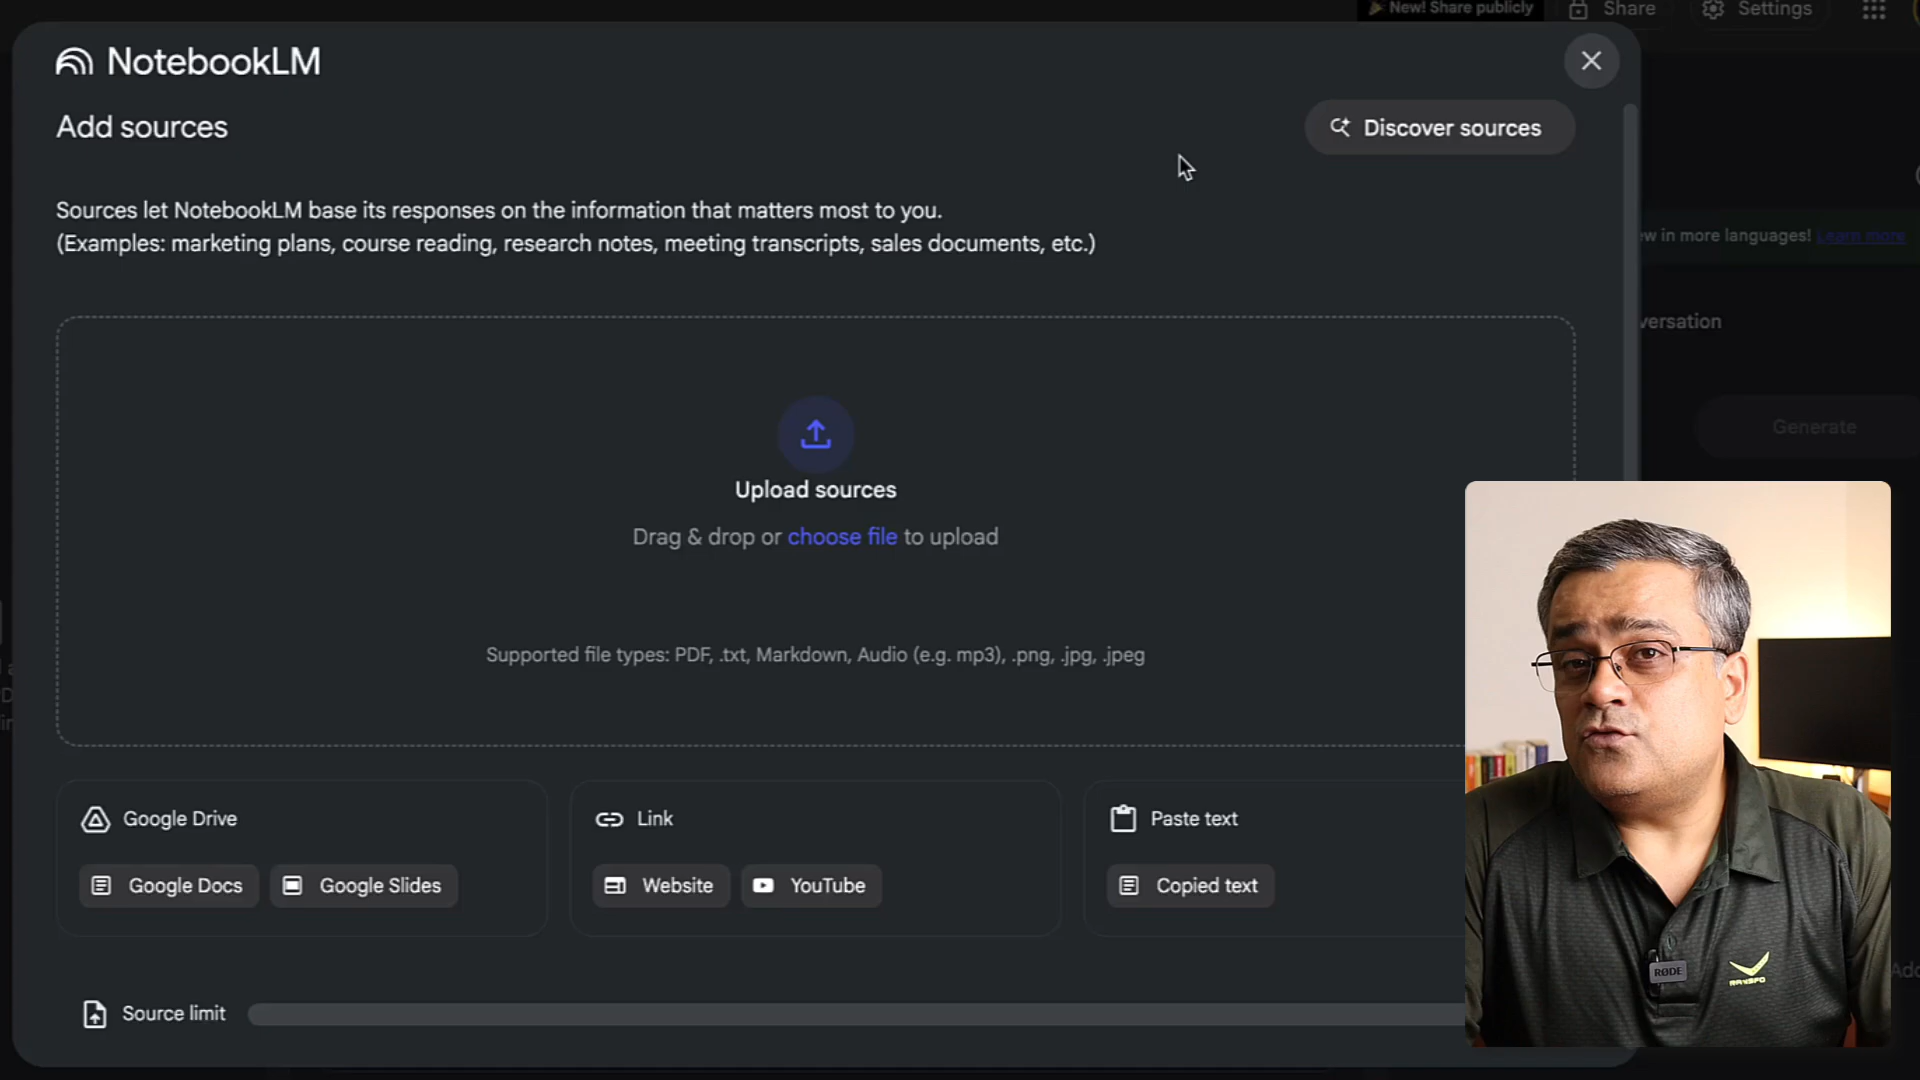 New! Share publicly
Share
Settings
NotebookLM
Add sources
Discover sources
Sources let NotebookLM base its responses on the information that matters most to you.
(Examples: marketing plans, course reading, research notes, meeting transcripts, sales documents, etc.)
w in more languages! Learn more
versation
Generate
Upload sources
Drag & drop or choose file to upload
Supported file types: PDF, .txt, Markdown, Audio (e.g. mp3), .png, .jpg, .jpeg
Google Drive
Link
Paste text
Google Docs
Google Slides
Website
YouTube
Copied text
RØDE
Source limit